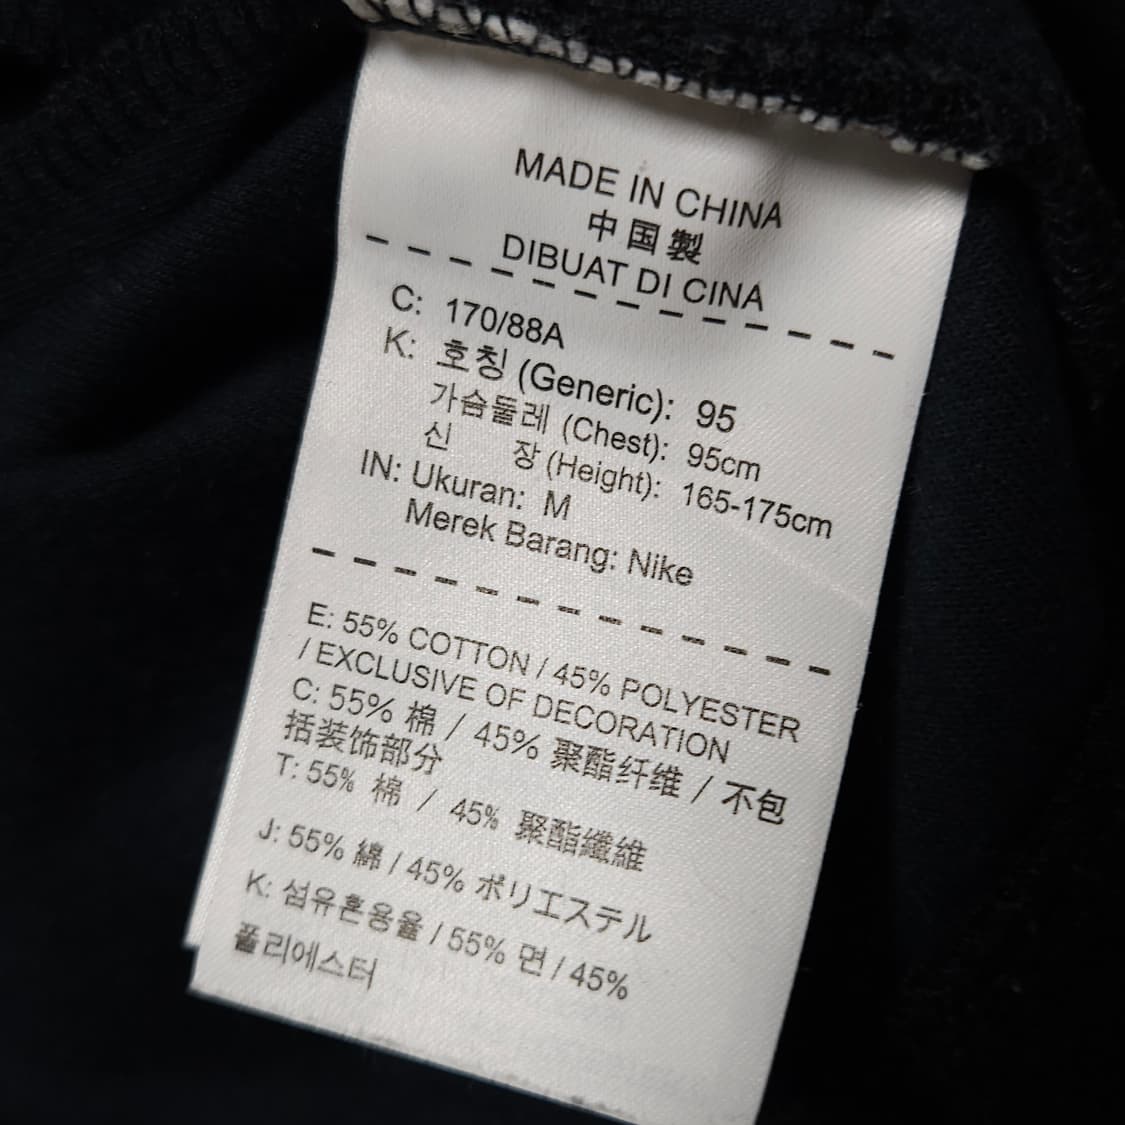 MADE IN CHINA
中国製
DIBUAT DI CINA
C: 170/88A
K: 호칭 (Generic): 95
가슴둘레 (Chest): 95cm
신 장 (Height): 165-175cm
IN: Ukuran: M
Merek Barang: Nike
E: 55% COTTON / 45% POLYESTER
/ EXCLUSIVE OF DECORATION
C: 55% 棉 / 45% 聚酯纤维 / 不包
括装饰部分
T: 55% 棉 / 45% 聚酯纖維
J: 55% 綿 / 45% ポリエステル
K: 섬유혼용율 / 55% 면 / 45%
폴리에스터